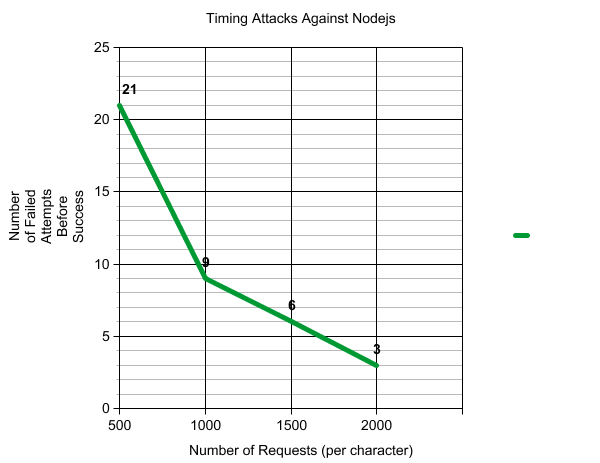 Timing Attacks Against Nodejs
25
20
15
10
5
0
Number
of Failed
Attempts
Before
Success
21
9
6
3
500 1000 1500 2000
Number of Requests (per character)